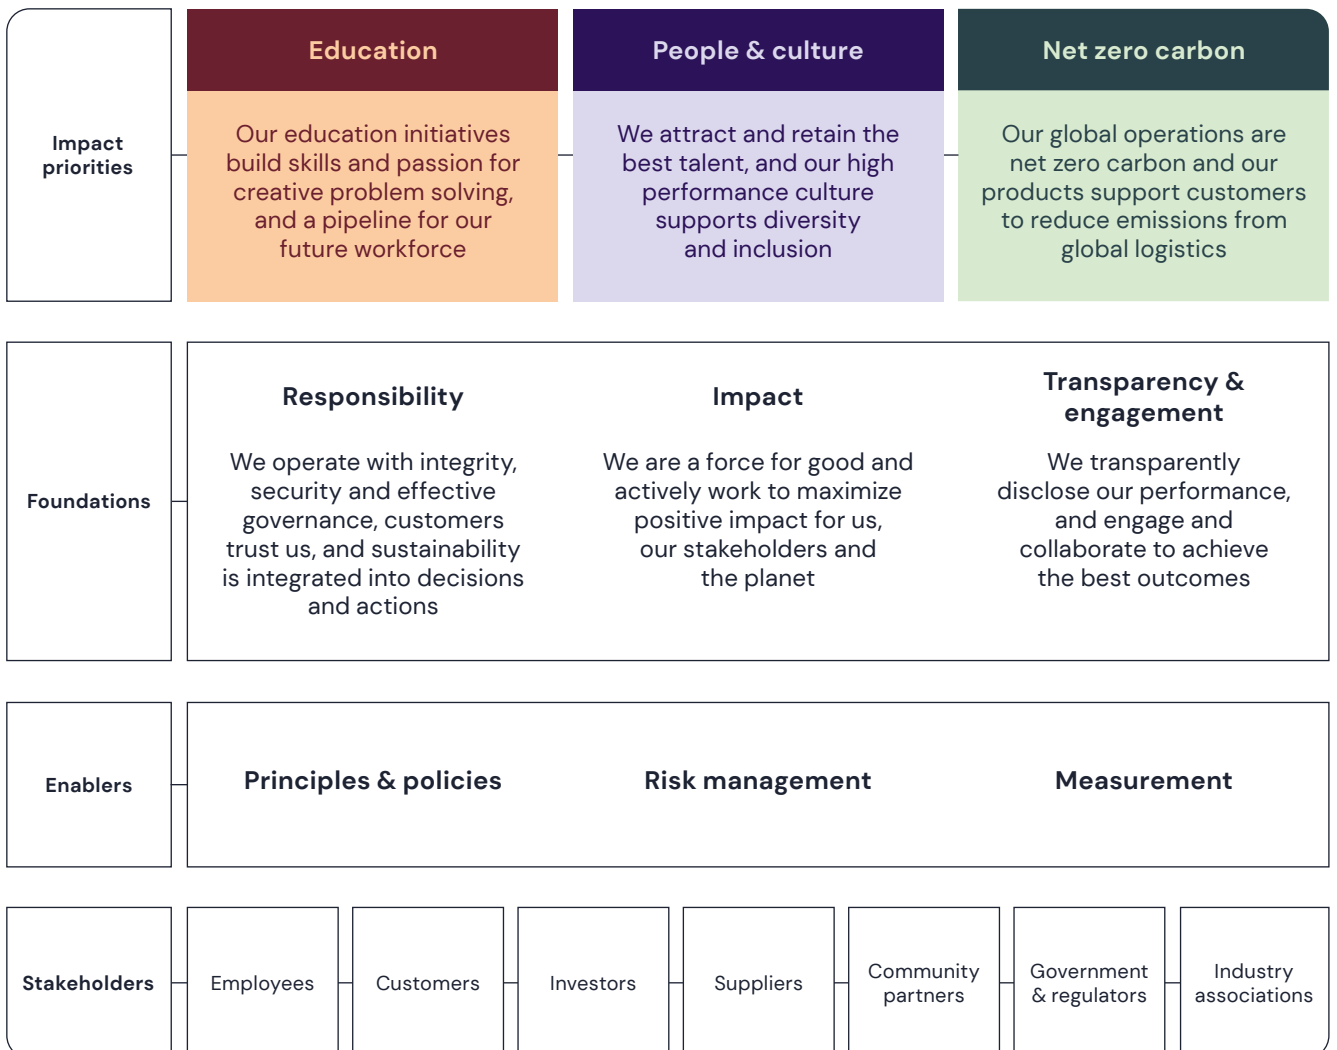 Impact
priorities
Education
Our education initiatives
build skills and passion for
creative problem solving,
and a pipeline for our
future workforce
People & culture
We attract and retain the
best talent, and our high
performance culture
supports diversity
and inclusion
Net zero carbon
Our global operations are
net zero carbon and our
products support customers
to reduce emissions from
global logistics
Foundations
Responsibility
We operate with integrity,
security and effective
governance, customers
trust us, and sustainability
is integrated into decisions
and actions
Impact
We are a force for good and
actively work to maximize
positive impact for us,
our stakeholders and
the planet
Transparency &
engagement
We transparently
disclose our performance,
and engage and
collaborate to achieve
the best outcomes
Enablers
Principles & policies
Risk management
Measurement
Stakeholders
Employees
Customers
Investors
Suppliers
Community
partners
Government
& regulators
Industry
associations